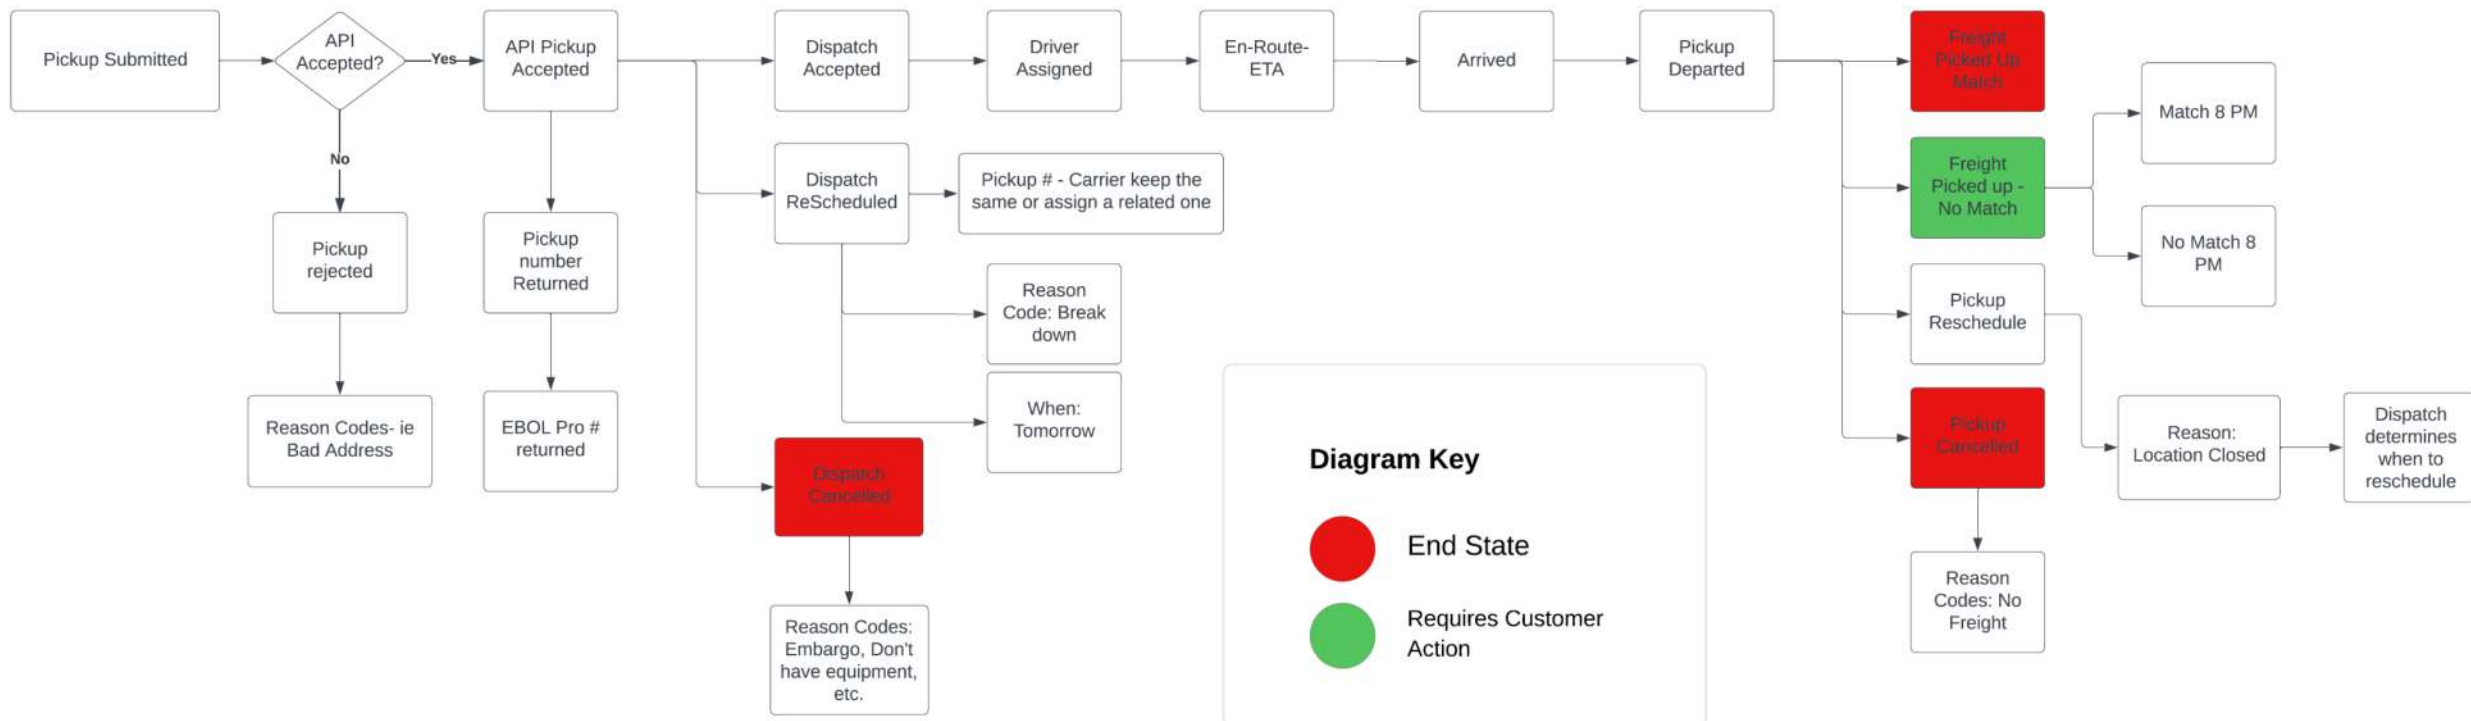 Pickup Submitted
API
Accepted?
Yes
No
Pickup
rejected
Reason Codes- ie
Bad Address
API Pickup
Accepted
Pickup
number
Returned
EBOL Pro #
returned
Dispatch
Accepted
Driver
Assigned
En-Route-
ETA
Arrived
Pickup
Departed
Dispatch
ReScheduled
Pickup # - Carrier keep the
same or assign a related one
Reason
Code: Break
down
When:
Tomorrow
Dispatch
Cancelled
Reason Codes:
Embargo, Don't
have equipment,
etc.
Freight
Picked Up
Match
Freight
Picked up -
No Match
Match 8 PM
No Match 8
PM
Pickup
Reschedule
Reason:
Location Closed
Dispatch
determines
when to
reschedule
Pickup
Cancelled
Reason
Codes: No
Freight
Diagram Key
End State
Requires Customer
Action